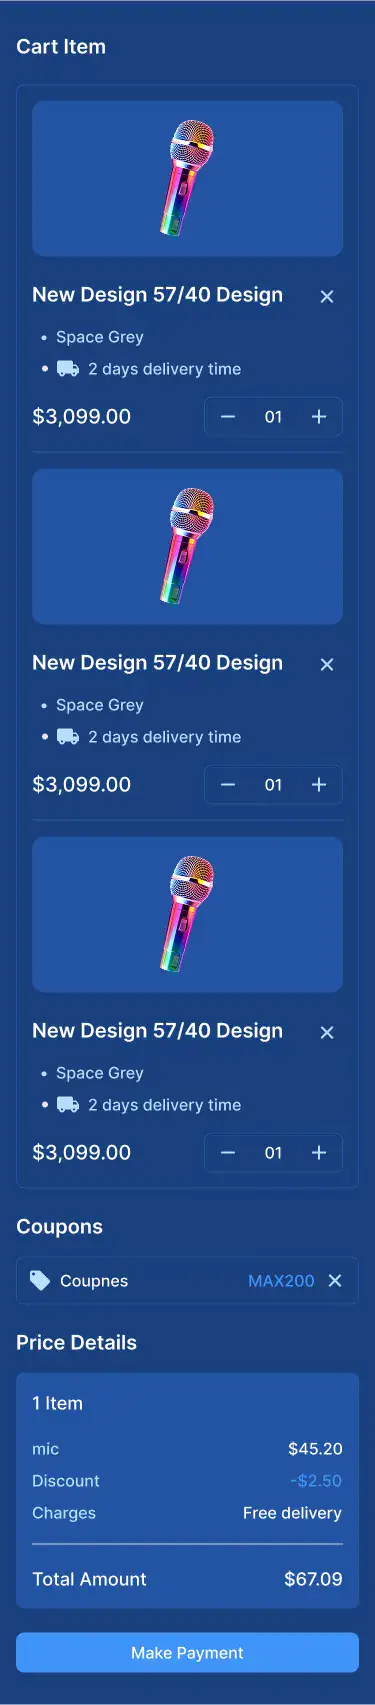 Cart Item
New Design 57/40 Design
• Space Grey
• 2 days delivery time
$3,099.00 01
New Design 57/40 Design
• Space Grey
• 2 days delivery time
$3,099.00 01
New Design 57/40 Design
• Space Grey
• 2 days delivery time
$3,099.00 01
Coupons
Coupnes MAX200
Price Details
1 Item
mic $45.20
Discount -$2.50
Charges Free delivery
Total Amount $67.09
Make Payment